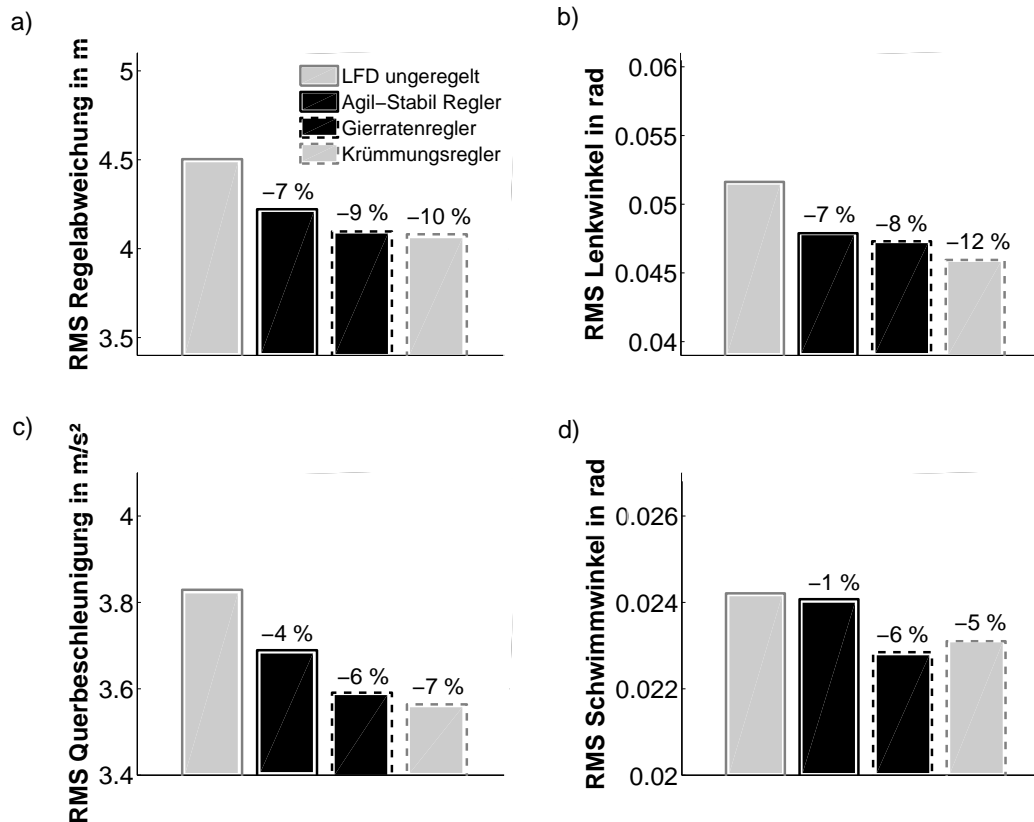 a)
RMS Regelabweichung in m
5
4.5
4
3.5
LFD ungeregelt
Agil−Stabil Regler
Gierratenregler
Krümmungsregler
−7 %
−9 %
−10 %
b)
RMS Lenkwinkel in rad
0.06
0.055
0.05
0.045
0.04
−7 %
−8 %
−12 %
c)
RMS Querbeschleunigung in m/s²
4
3.8
3.6
3.4
−4 %
−6 %
−7 %
d)
RMS Schwimmwinkel in rad
0.026
0.024
0.022
0.02
−1 %
−6 %
−5 %